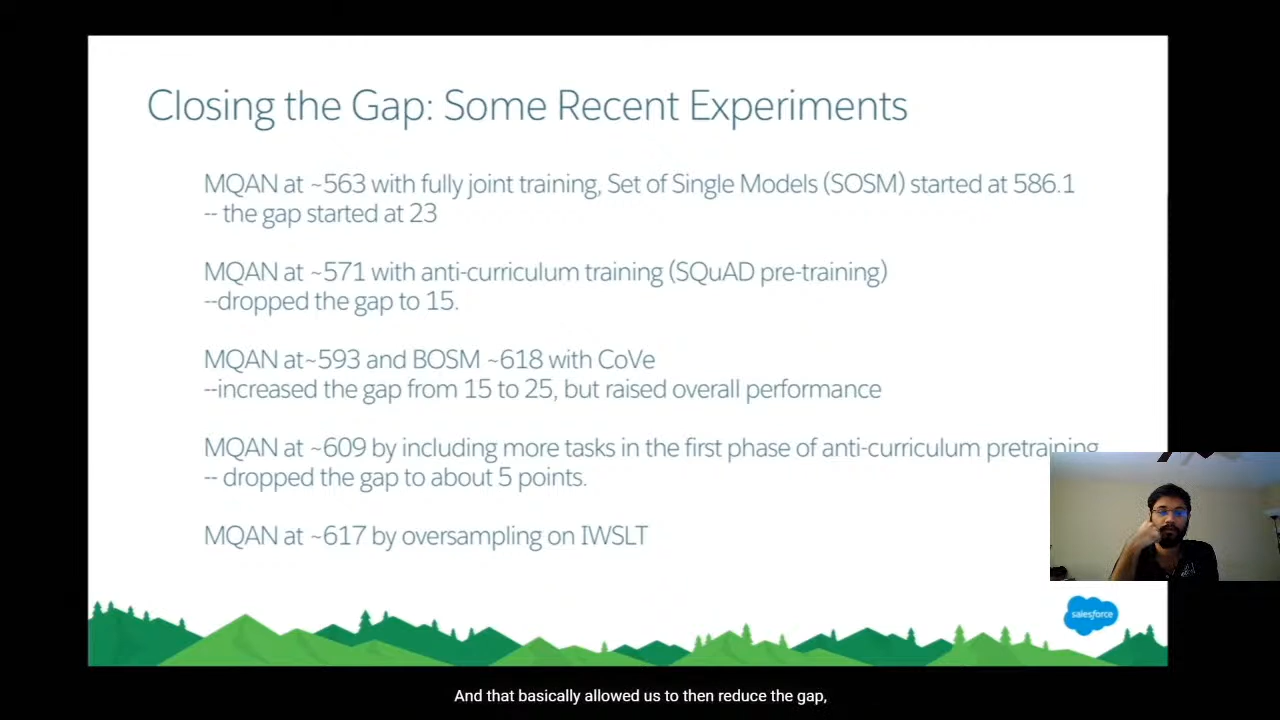 Closing the Gap: Some Recent Experiments
MQAN at ~563 with fully joint training, Set of Single Models (SOSM) started at 586.1
-- the gap started at 23
MQAN at ~571 with anti-curriculum training (SQuAD pre-training)
--dropped the gap to 15.
MQAN at~593 and BOSM ~618 with CoVe
--increased the gap from 15 to 25, but raised overall performance
MQAN at ~609 by including more tasks in the first phase of anti-curriculum pretraining
-- dropped the gap to about 5 points.
MQAN at ~617 by oversampling on IWSLT
salesforce
And that basically allowed us to then reduce the gap,